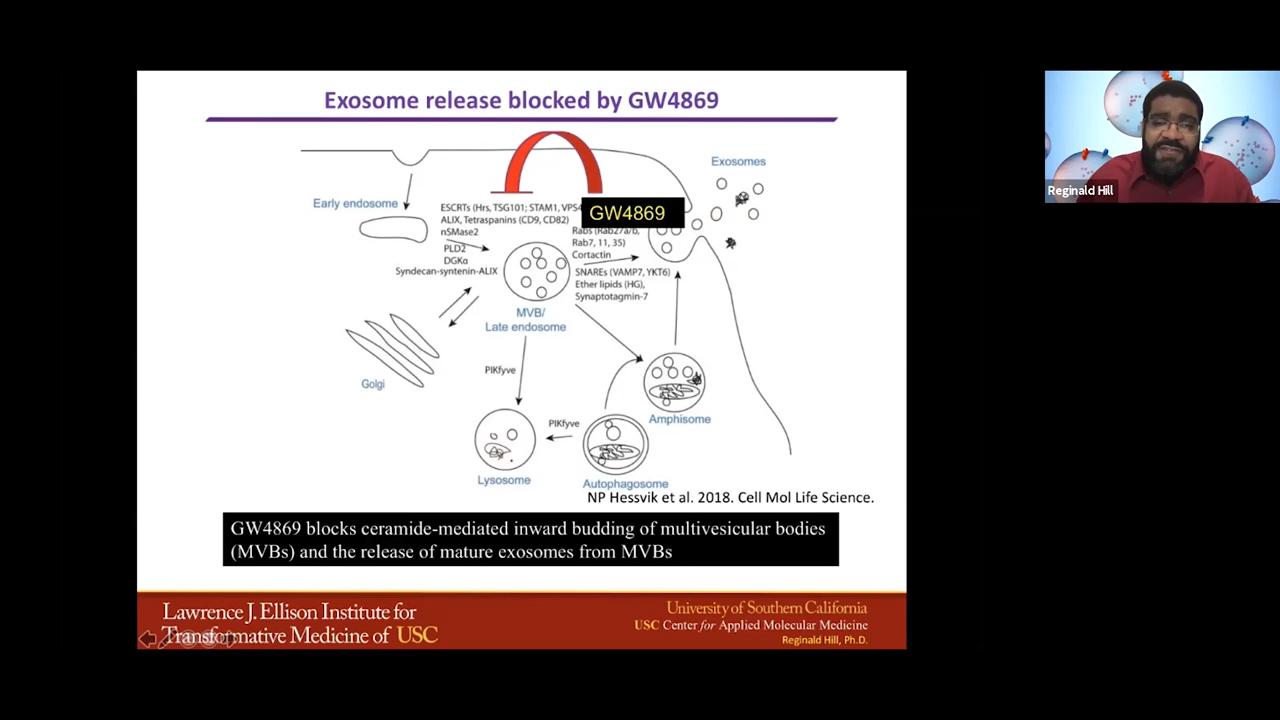 Exosome release blocked by GW4869
Exosomes
Early endosome
ESCRTs (Hrs, TSG101; STAM1, VPS4
ALIX, Tetraspanins (CD9, CD82)
nSMase2
PLD2
DGKα
Syndecan-syntenin-ALIX
GW4869
Rabs (Rab27a/b,
Rab7, 11, 35)
Cortactin
SNAREs (VAMP7, YKT6)
Ether lipids (HG),
Synaptotagmin-7
MVB/
Late endosome
Golgi
PIKfyve
PIKfyve
Amphisome
Lysosome
Autophagosome
NP Hessvik et al. 2018. Cell Mol Life Science.
GW4869 blocks ceramide-mediated inward budding of multivesicular bodies
(MVBs) and the release of mature exosomes from MVBs
Lawrence J. Ellison Institute for
Transformative Medicine of USC
University of Southern California
USC Center for Applied Molecular Medicine
Reginald Hill, Ph.D.
Reginald Hill